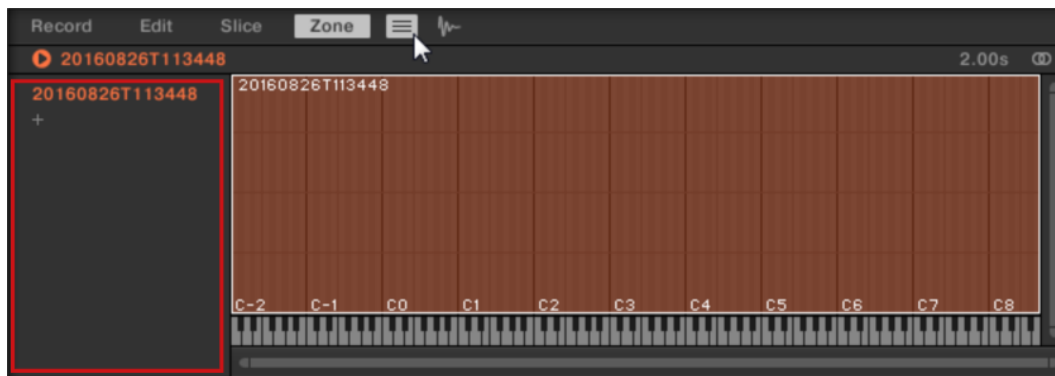 Record Edit Slice Zone
20160826T113448 2.00s
20160826T113448
+
20160826T113448
C-2 C-1 C0 C1 C2 C3 C4 C5 C6 C7 C8